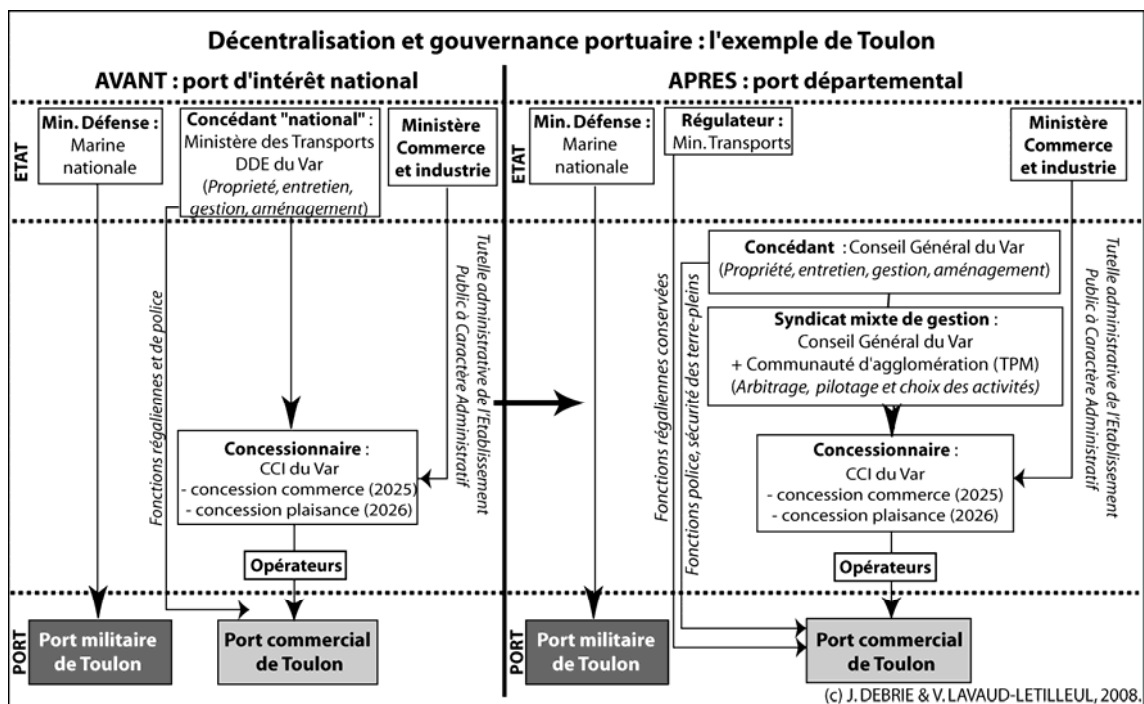 Décentralisation et gouvernance portuaire : l'exemple de Toulon
AVANT : port d'intérêt national
ETAT
Min. Défense :
Marine
nationale
Concédant "national" :
Ministère des Transports
DDE du Var
(Propriété, entretien,
gestion, aménagement)
Ministère
Commerce
et industrie
Fonctions régaliennes et de police
Tutelle administrative de l'Etablissement
Public à Caractère Administratif
Concessionnaire :
CCI du Var
- concession commerce (2025)
- concession plaisance (2026)
Opérateurs
PORT
Port militaire
de Toulon
Port commercial
de Toulon
APRES : port départemental
ETAT
Min. Défense :
Marine
nationale
Régulateur :
Min. Transports
Ministère
Commerce
et industrie
Fonctions régaliennes conservées
Fonctions police, sécurité des terre-pleins
Concédant : Conseil Général du Var
(Propriété, entretien, gestion, aménagement)
Syndicat mixte de gestion :
Conseil Général du Var
+ Communauté d'agglomération (TPM)
(Arbitrage, pilotage et choix des activités)
Tutelle administrative de l'Etablissement
Public à Caractère Administratif
Concessionnaire :
CCI du Var
- concession commerce (2025)
- concession plaisance (2026)
Opérateurs
PORT
Port militaire
de Toulon
Port commercial
de Toulon
(c) J. DEBRIE & V. LAVAUD-LETILLEUL, 2008.